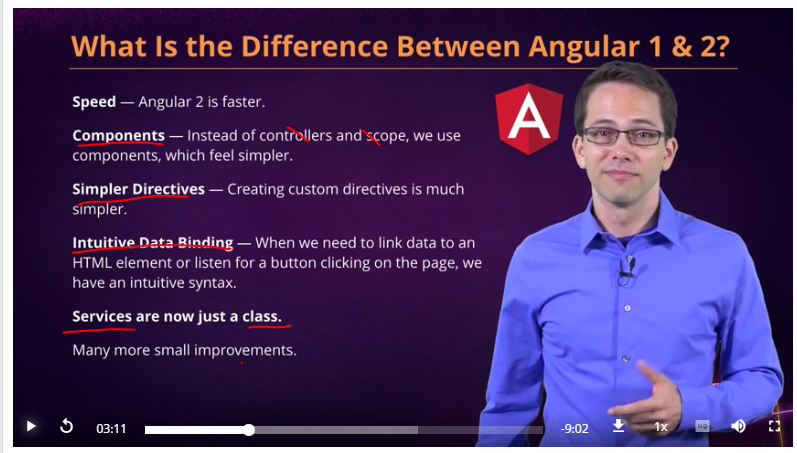 What Is the Difference Between Angular 1 & 2?
Speed — Angular 2 is faster.
Components — Instead of controllers and scope, we use
components, which feel simpler.
Simpler Directives — Creating custom directives is much
simpler.
Intuitive Data Binding — When we need to link data to an
HTML element or listen for a button clicking on the page, we
have an intuitive syntax.
Services are now just a class.
Many more small improvements.
A
03:11
-9:02
1x
HQ